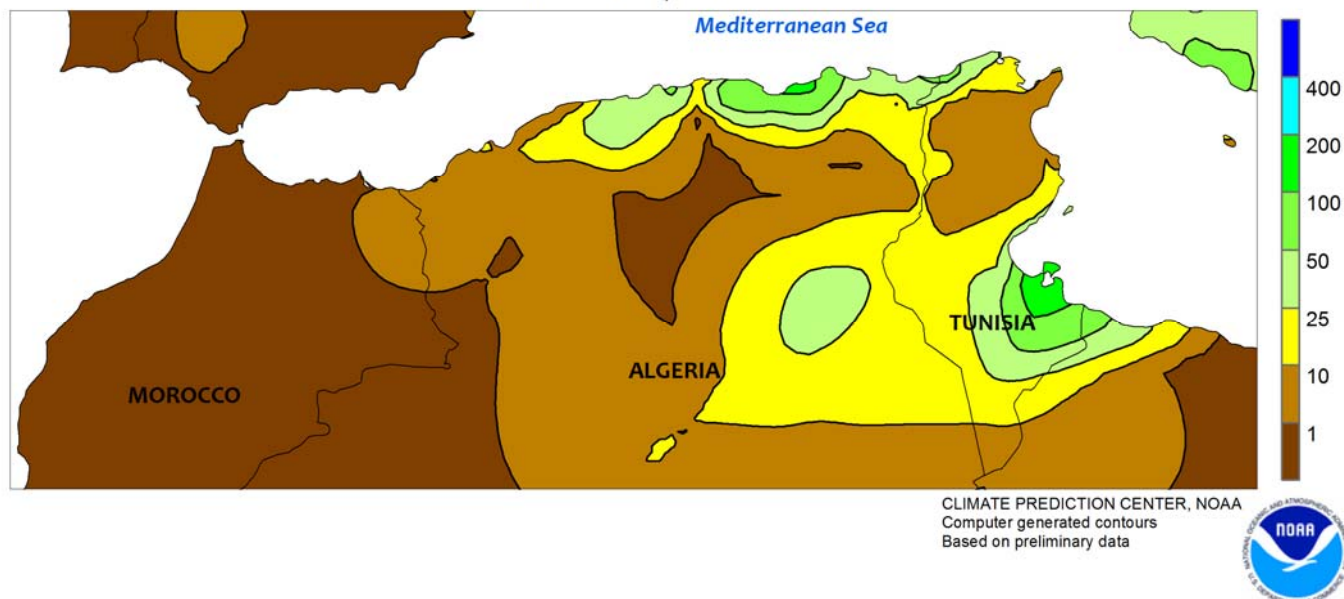 Mediterranean Sea
400
200
100
50
25
10
1
TUNISIA
ALGERIA
MOROCCO
CLIMATE PREDICTION CENTER, NOAA
Computer generated contours
Based on preliminary data
NOAA